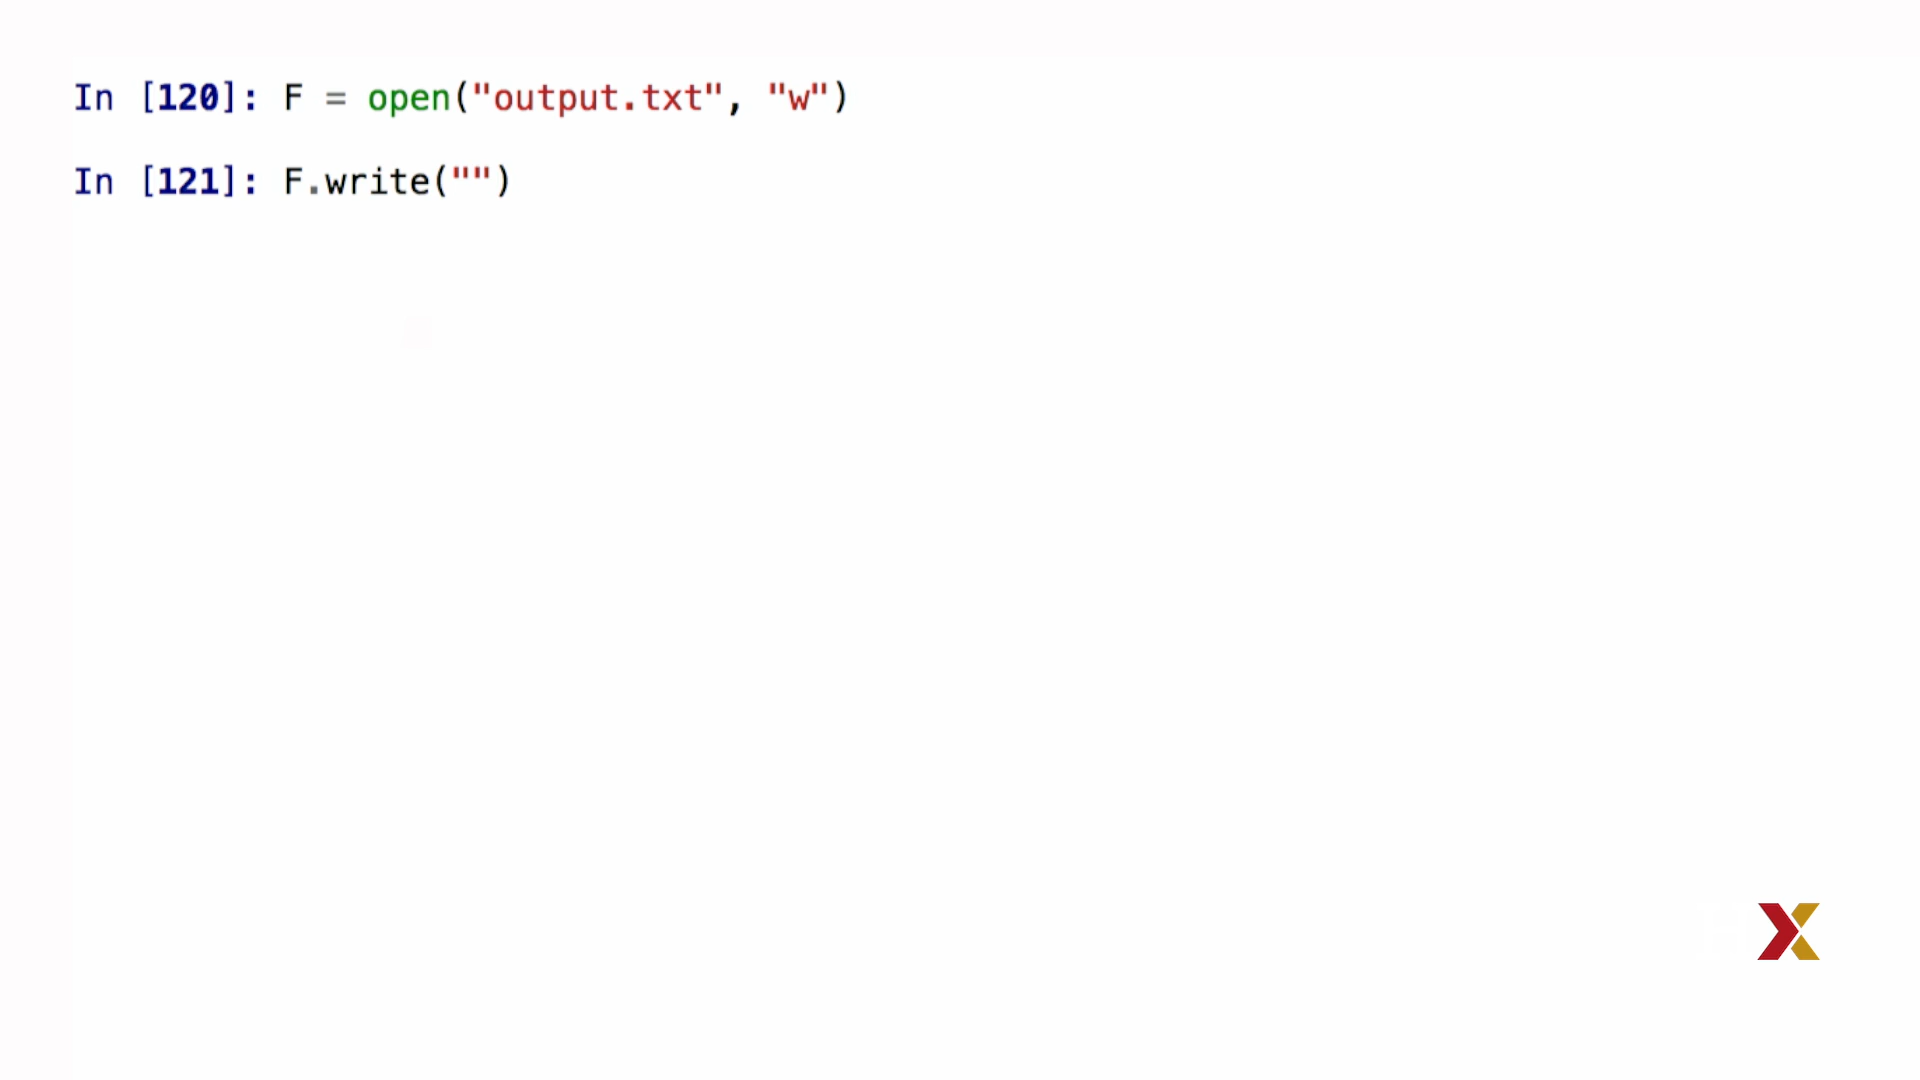 In [120]: F = open("output.txt", "w")
In [121]: F.write("")